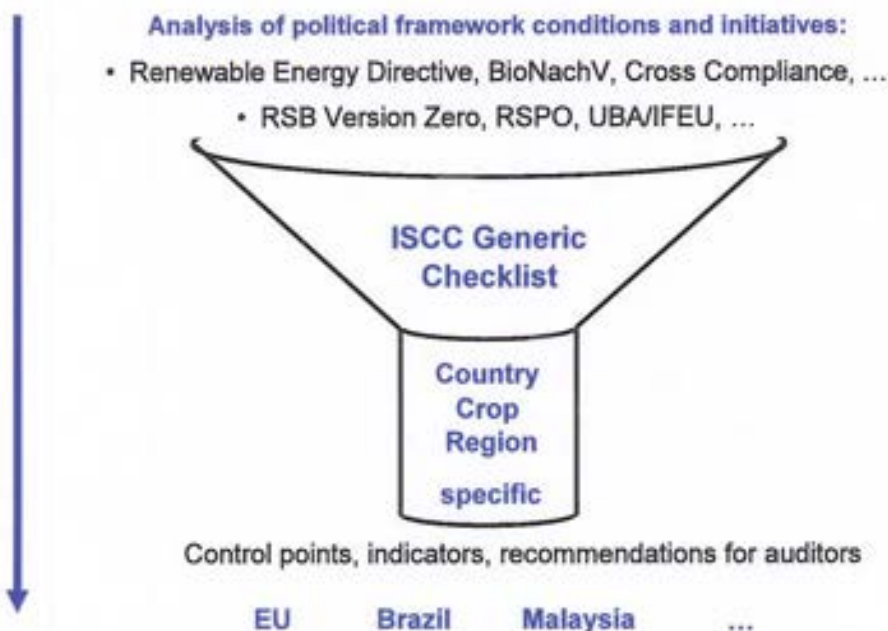 Analysis of political framework conditions and initiatives:
• Renewable Energy Directive, BioNachV, Cross Compliance, ...
• RSB Version Zero, RSPO, UBA/IFEU, ...
ISCC Generic
Checklist
Country
Crop
Region
specific
Control points, indicators, recommendations for auditors
EU Brazil Malaysia ...